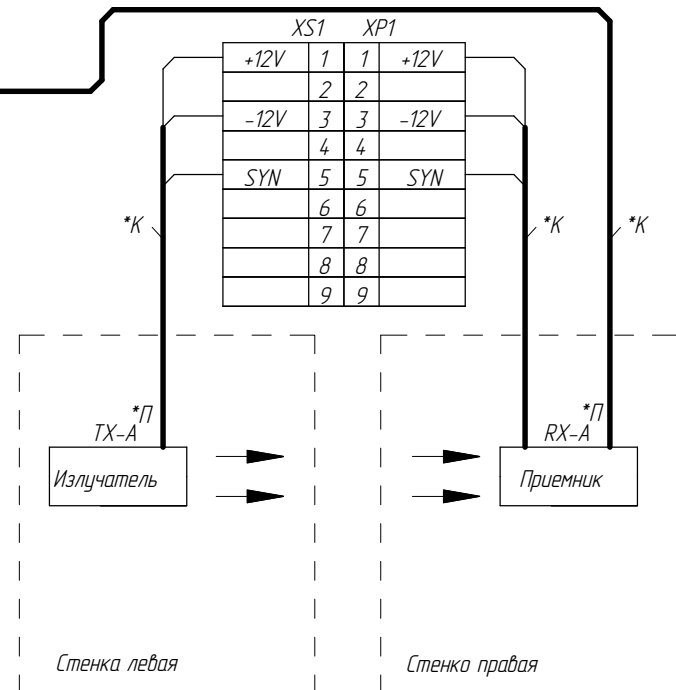 XS1 XP1
+12V 1 1 +12V
2 2
-12V 3 3 -12V
4 4
SYN 5 5 SYN
6 6
*К 7 7 *К *К
8 8
9 9
*П *П
TX-A RX-A
Излучатель Приемник
Стенка левая Стенко правая